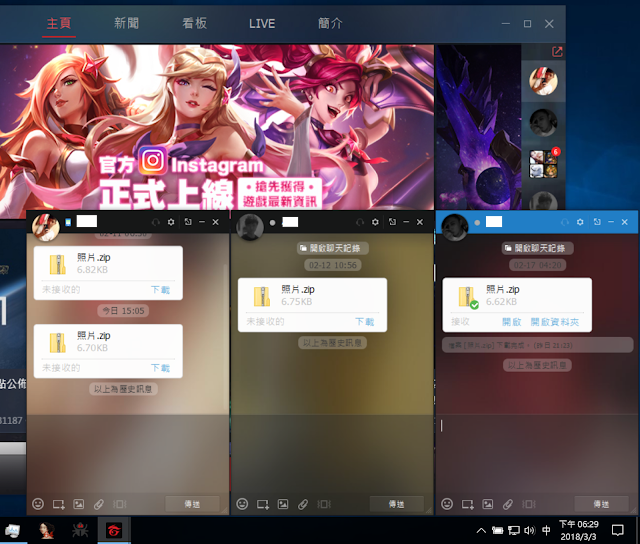 主頁 新聞 看板 LIVE 簡介
官方 Instagram
正式上線
搶先獲得
遊戲最新資訊
6
照片.zip
6.82KB
未接收的 下載
今日 15:05
照片.zip
6.70KB
未接收的 下載
以上為歷史訊息
傳送
開啟聊天記錄
02-12 10:56
照片.zip
6.75KB
未接收的 下載
以上為歷史訊息
傳送
開啟聊天記錄
02-17 04:20
照片.zip
6.62KB
接收 開啟 開啟資料夾
以上為歷史訊息
傳送
點公佈
31187
中
下午 06:29
2018/3/3